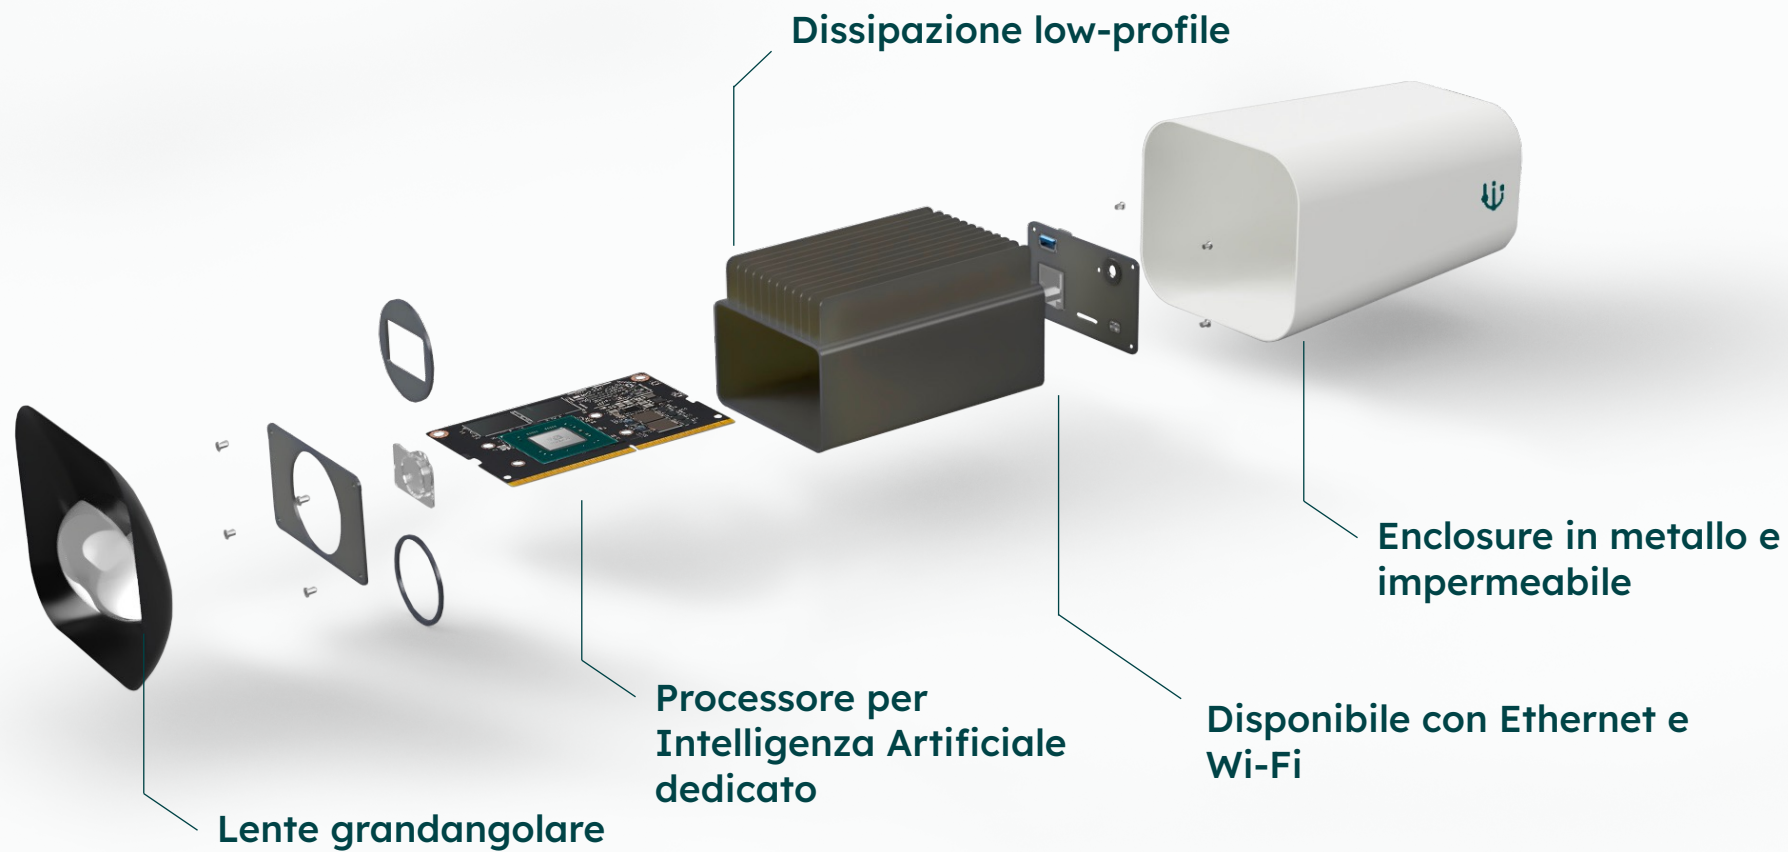 Dissipazione low-profile
Enclosure in metallo e
impermeabile
Processore per
Intelligenza Artificiale
dedicato
Disponibile con Ethernet e
Wi-Fi
Lente grandangolare